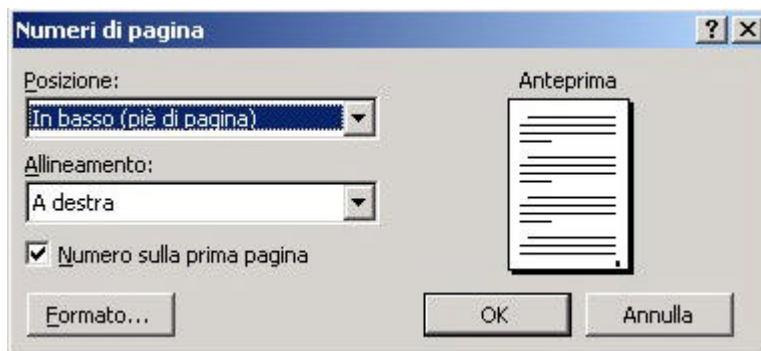 Numeri di pagina
Posizione:
Anteprima
In basso (piè di pagina)
Allineamento:
A destra
Numero sulla prima pagina
Formato...
OK
Annulla